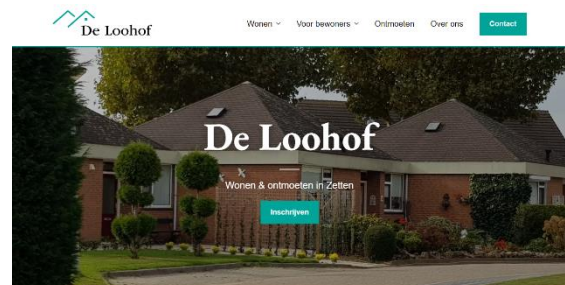 De Loohof
Wonen Voor bewoners Ontmoeten Over ons Contact
De Loohof
Wonen & ontmoeten in Zetten
Inschrijven